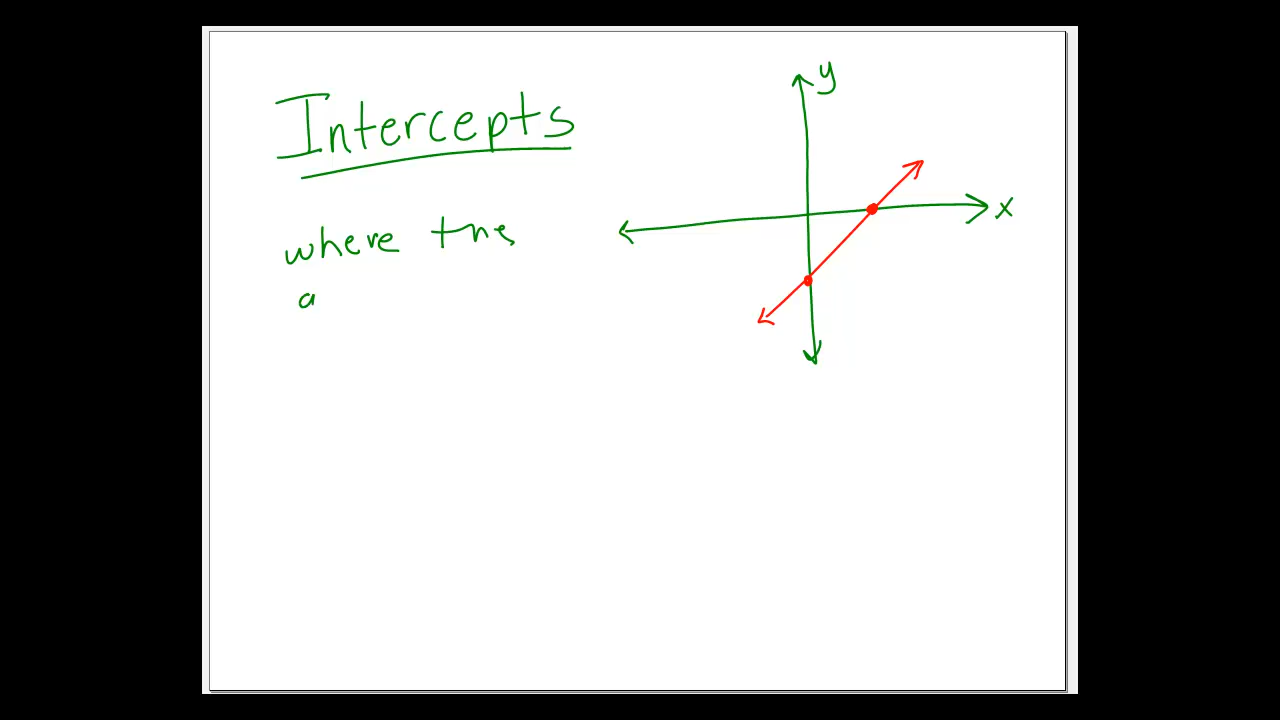 Intercepts
y
x
where the
a